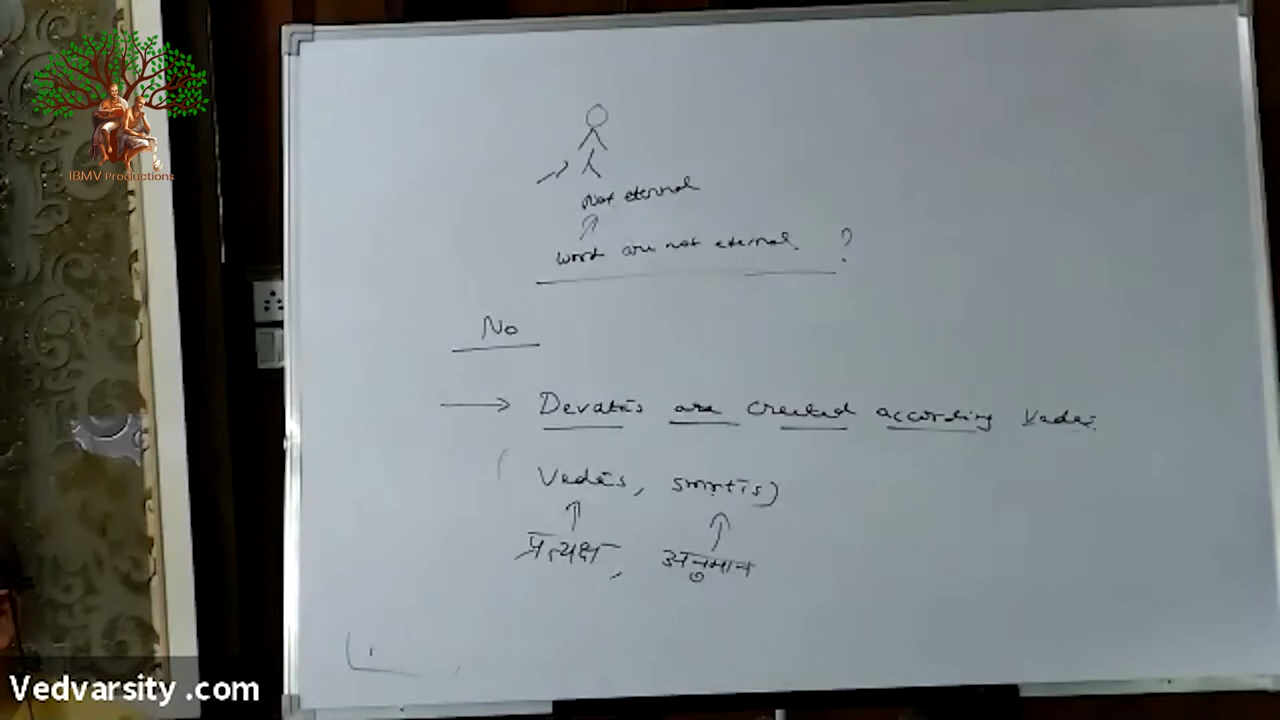 IBMV Productions
Not eternal
word are not eternal ?
No
→ Devatās are created according Vedas.
( Vedās, smṛtis)
प्रत्यक्ष , अनुमान
Vedvarsity .com